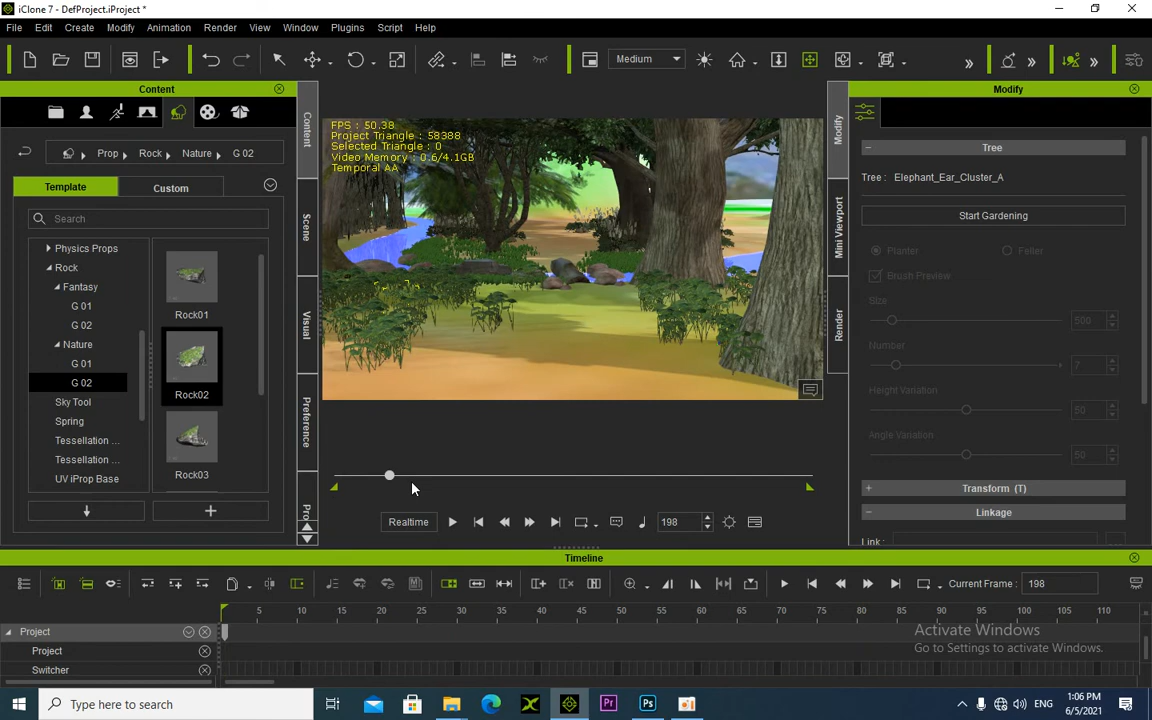 iClone 7 - DefProject.iProject *
File Edit Create Modify Animation Render View Window Plugins Script Help
Medium
Content
Modify
FPS : 50.38
Project Triangle : 58388
Selected Triangle : 0
Video Memory : 0.6/4.1GB
Temporal AA
Prop Rock Nature G 02
Template Custom
Search
Physics Props
Rock
Fantasy
G 01
G 02
Nature
G 01
G 02
Sky Tool
Spring
Tessellation ...
Tessellation ...
UV iProp Base
Rock01
Rock02
Rock03
Content
Scene
Visual
Preference
Modify
Mini Viewport
Render
Tree
Tree : Elephant_Ear_Cluster_A
Start Gardening
Planter Feller
Brush Preview
Size
500
Number
7
Height Variation
50
Angle Variation
50
Transform (T)
Linkage
Link :
Realtime 198
Timeline
Current Frame : 198
5 10 15 20 25 30 35 40 45 50 55 60 65 70 75 80 85 90 95 100 105 110
Project
Project
Switcher
Activate Windows
Go to Settings to activate Windows.
Type here to search
ENG
1:06 PM
6/5/2021